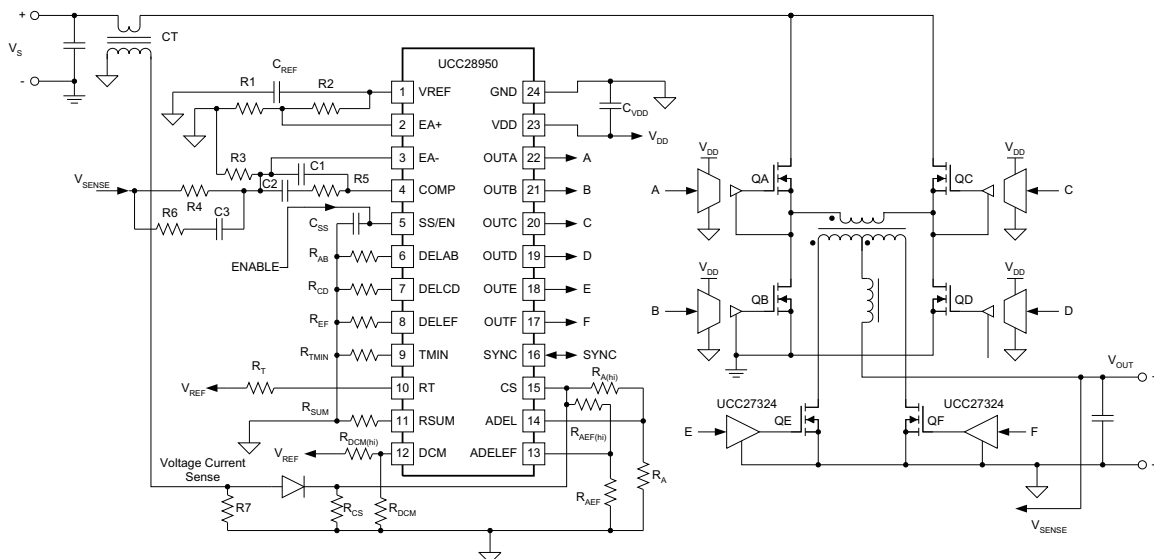 +
V_S
-
CT
UCC28950
C_REF
R1
R2
1 VREF
GND 24
C_VDD
2 EA+
VDD 23
V_DD
3 EA-
OUTA 22
A
R3
C1
V_SENSE
4 COMP
OUTB 21
B
R4
C2
R5
R6
C3
5 SS/EN
OUTC 20
C
C_SS
ENABLE
R_AB
6 DELAB
OUTD 19
D
R_CD
7 DELCD
OUTE 18
E
R_EF
8 DELEF
OUTF 17
F
R_TMIN
9 TMIN
SYNC 16
SYNC
R_T
V_REF
10 RT
CS 15
R_A(hi)
R_SUM
11 RSUM
ADEL 14
R_AEF(hi)
V_REF
R_DCM(hi)
12 DCM
ADELEF 13
Voltage Current
Sense
R7
R_CS
R_DCM
R_AEF
R_A
V_DD
A
QA
QC
V_DD
C
V_DD
B
QB
QD
V_DD
D
V_OUT
+
UCC27324
E
QE
QF
UCC27324
F
-
V_SENSE